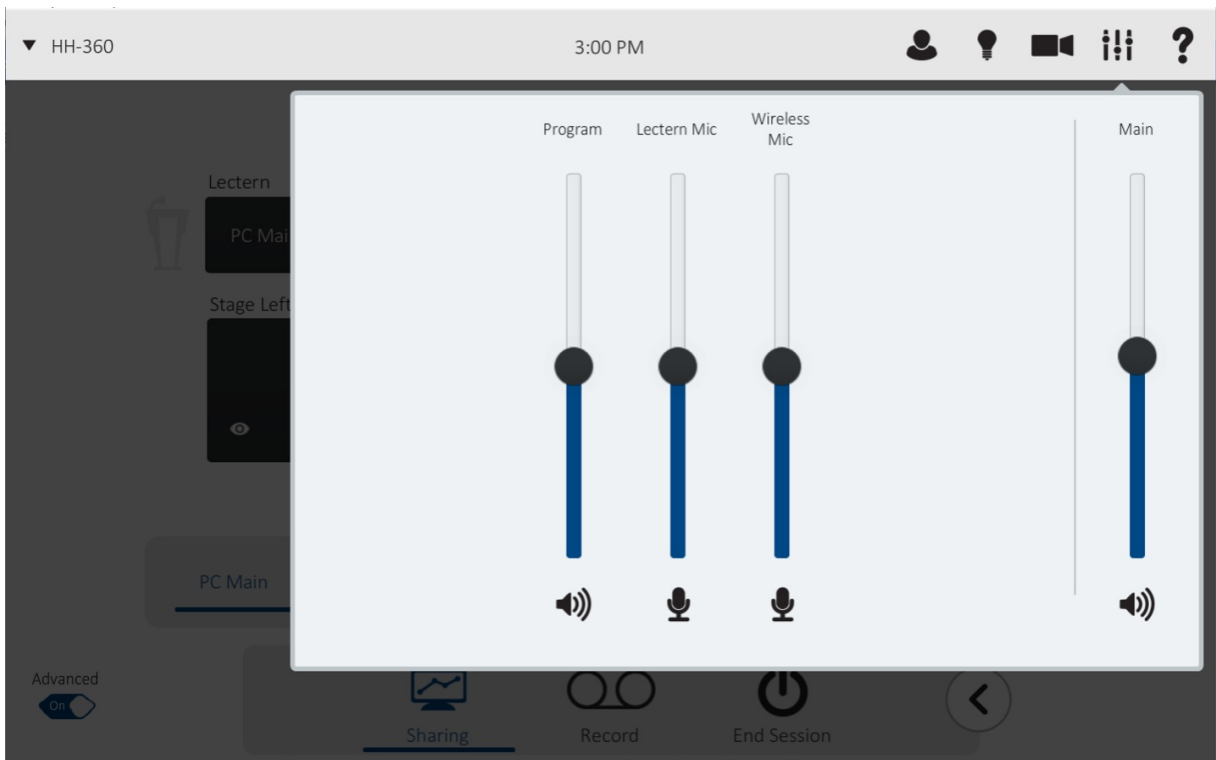 HH-360
3:00 PM
Program
Lectern Mic
Wireless
Mic
Main
Lectern
PC Mai
Stage Left
PC Main
Advanced
On
Sharing
Record
End Session